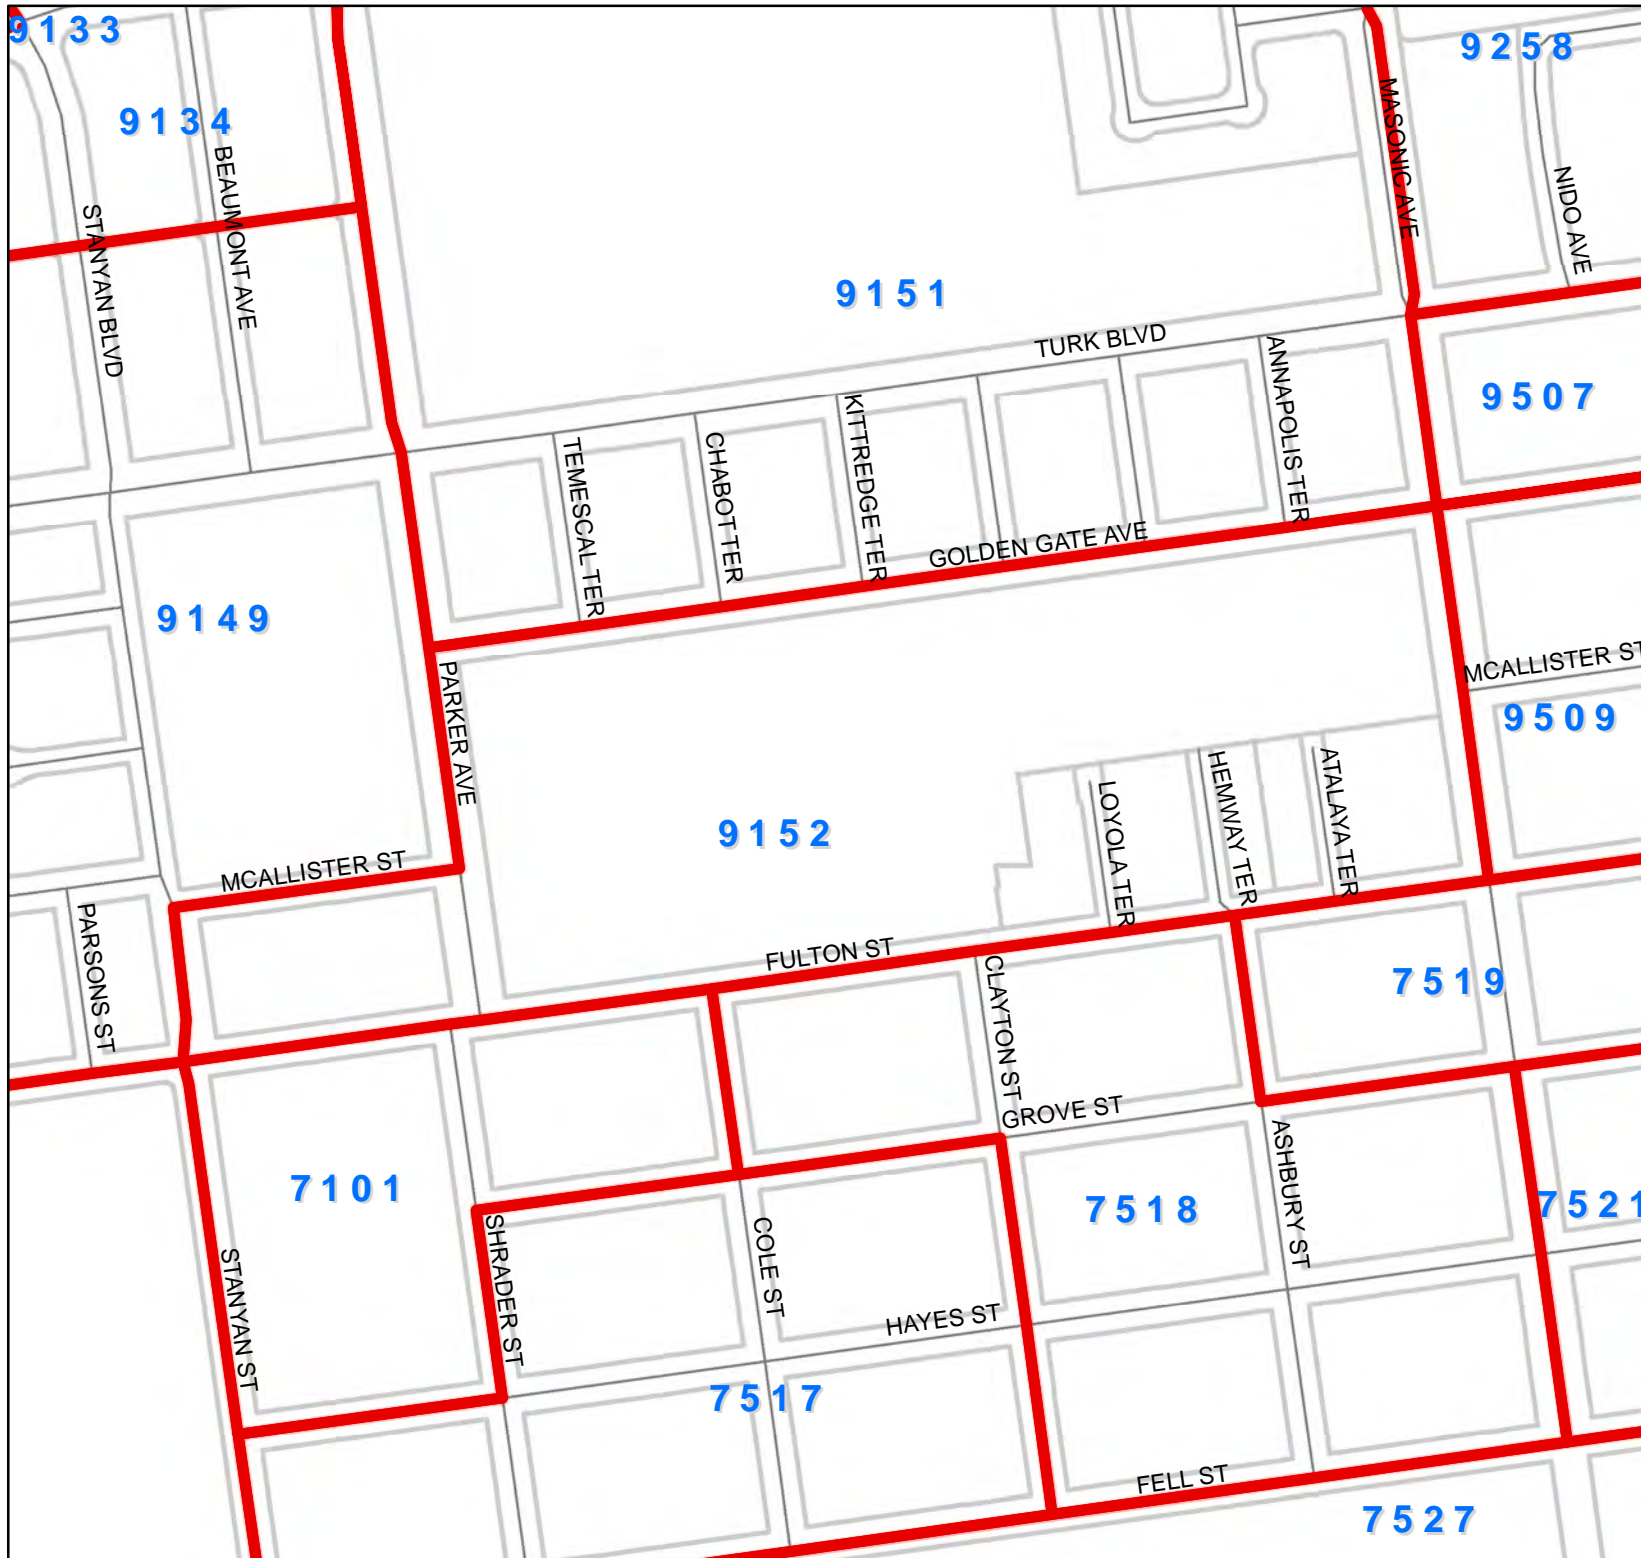 9133
9258
9134
MASONIC AVE
BEAUMONT AVE
NIDO AVE
STANYAN BLVD
9151
TURK BLVD
ANNAPOLIS TER
9507
KITTREDGE TER
CHABOT TER
TEMESCAL TER
GOLDEN GATE AVE
9149
PARKER AVE
MCALLISTER ST
9509
9152
LOYOLA TER
HEMWAY TER
ATALAYA TER
MCALLISTER ST
PARSONS ST
FULTON ST
CLAYTON ST
7519
GROVE ST
ASHBURY ST
7101
7518
7521
SHRADER ST
COLE ST
STANYAN ST
HAYES ST
7517
FELL ST
7527